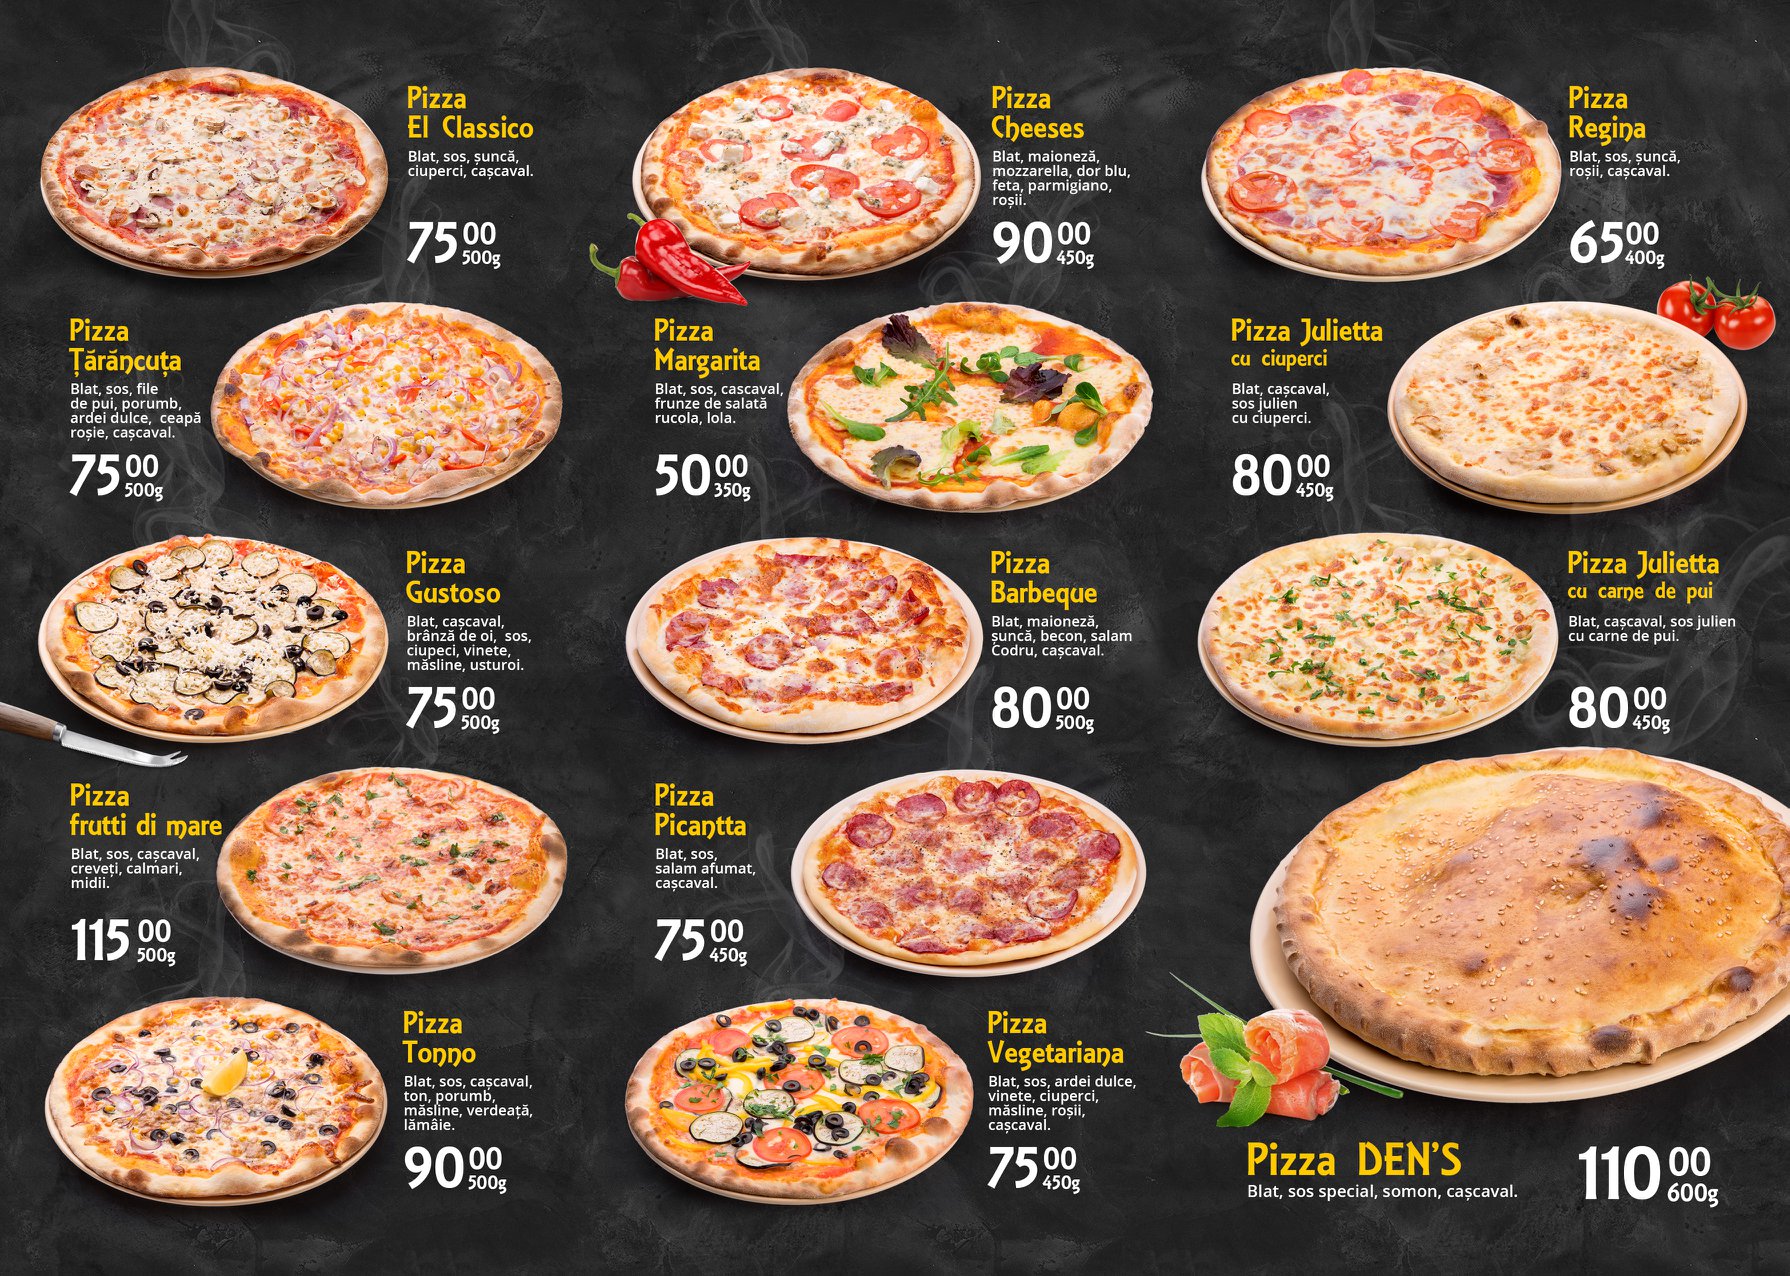 Pizza
El Classico
Blat, sos, șuncă,
ciuperci, cașcaval.
75 00
500g
Pizza
Cheeses
Blat, maioneză,
mozzarella, dor blu,
feta, parmigiano,
roșii.
90 00
450g
Pizza
Regina
Blat, sos, șuncă,
roșii, cașcaval.
65 00
400g
Pizza
Țărăncuța
Blat, sos, file
de pui, porumb,
ardei dulce, ceapă
roșie, cașcaval.
75 00
500g
Pizza
Margarita
Blat, sos, cascaval,
frunze de salată
rucola, lola.
50 00
350g
Pizza Julietta
cu ciuperci
Blat, cașcaval,
sos julien
cu ciuperci.
80 00
450g
Pizza
Gustoso
Blat, cașcaval,
brânză de oi, sos,
ciupeci, vinete,
măsline, usturoi.
75 00
500g
Pizza
Barbeque
Blat, maioneză,
șuncă, becon, salam
Codru, cașcaval.
80 00
500g
Pizza Julietta
cu carne de pui
Blat, cașcaval, sos julien
cu carne de pui.
80 00
450g
Pizza
frutti di mare
Blat, sos, cașcaval,
creveți, calmari,
midii.
115 00
500g
Pizza
Picantta
Blat, sos,
salam afumat,
cașcaval.
75 00
450g
Pizza
Tonno
Blat, sos, cașcaval,
ton, porumb,
măsline, verdeață,
lămâie.
90 00
500g
Pizza
Vegetariana
Blat, sos, ardei dulce,
vinete, ciuperci,
măsline, roșii,
cașcaval.
75 00
450g
Pizza DEN'S
Blat, sos special, somon, cașcaval.
110 00
600g